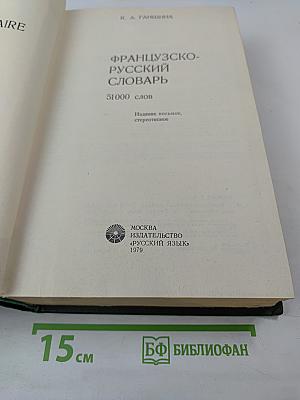 AIRE
К. А. ГАНШИНА
ФРАНЦУЗСКО-
РУССКИЙ
СЛОВАРЬ
51000 слов
Издание восьмое,
стереотипное
МОСКВА
ИЗДАТЕЛЬСТВО
«РУССКИЙ ЯЗЫК»
1979
15 см
БФ БИБЛИОФАН